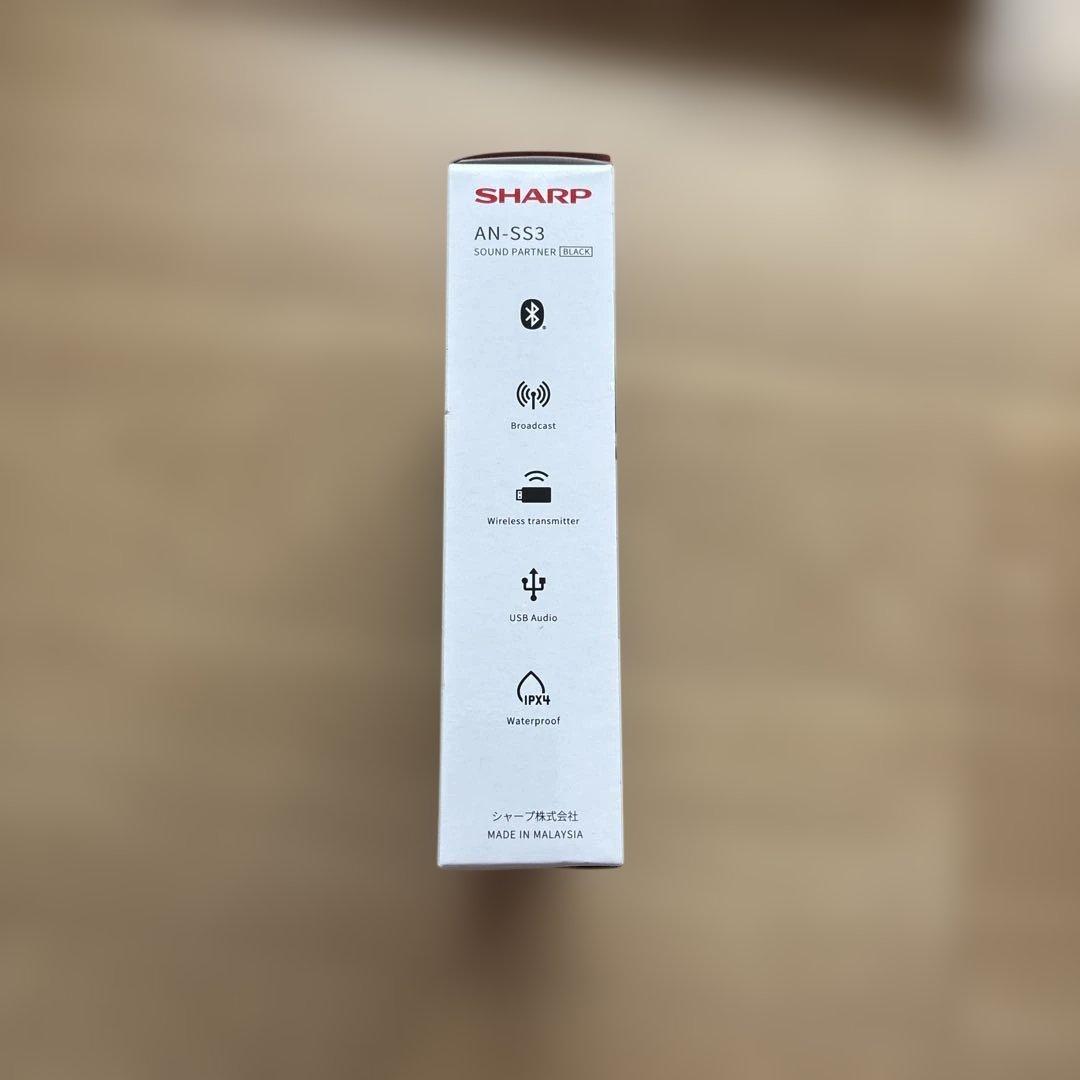 SHARP
AN-SS3
SOUND PARTNER BLACK
Broadcast
Wireless transmitter
USB Audio
IPX4
Waterproof
シャープ株式会社
MADE IN MALAYSIA